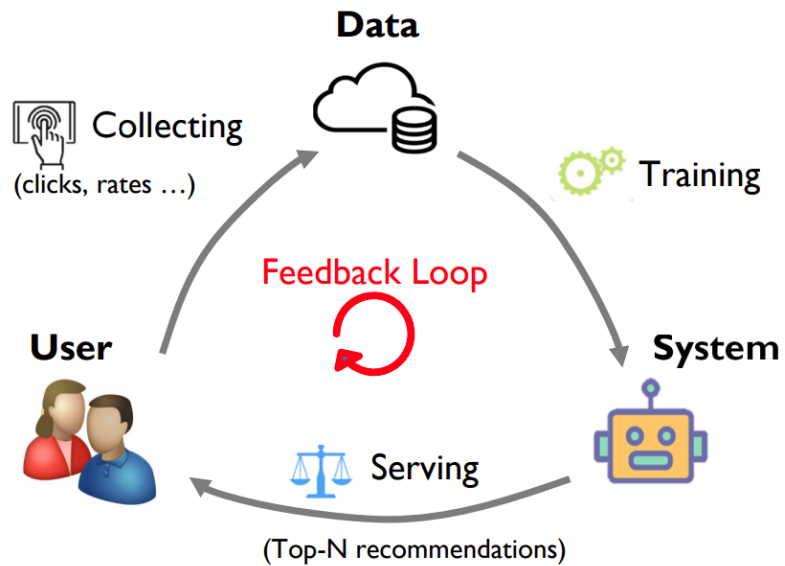 Data
Collecting
(clicks, rates ...)
Training
Feedback Loop
User
System
Serving
(Top-N recommendations)